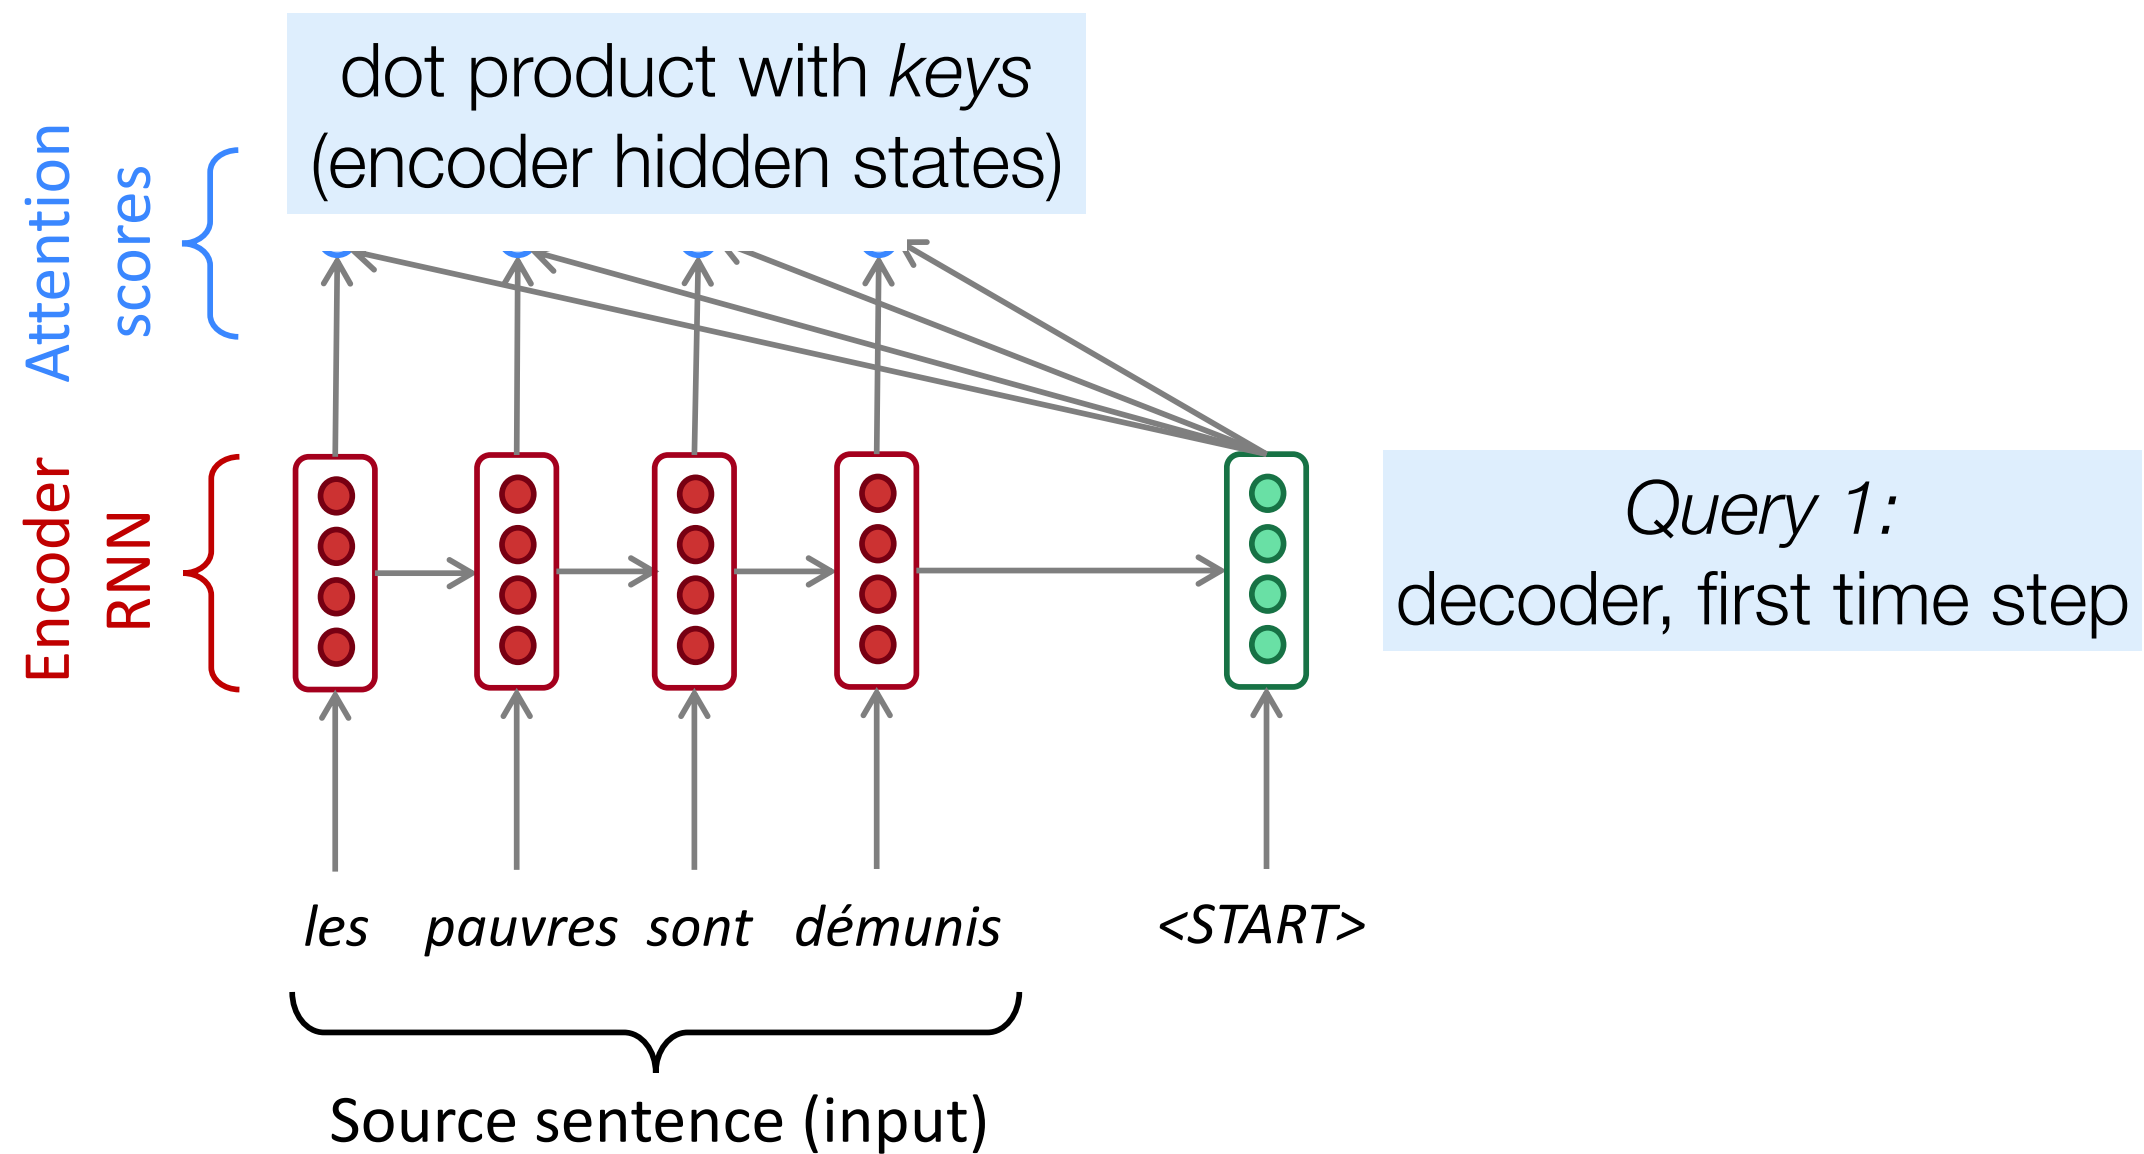 dot product with keys
(encoder hidden states)
Attention
scores
Encoder
RNN
Query 1:
decoder, first time step
les pauvres sont démunis <START>
Source sentence (input)